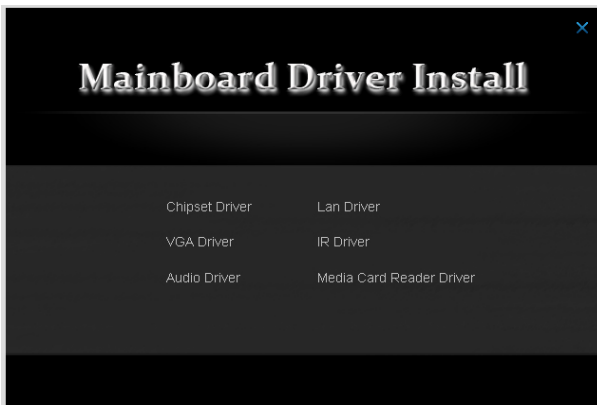 Mainboard Driver Install
Chipset Driver
Lan Driver
VGA Driver
IR Driver
Audio Driver
Media Card Reader Driver